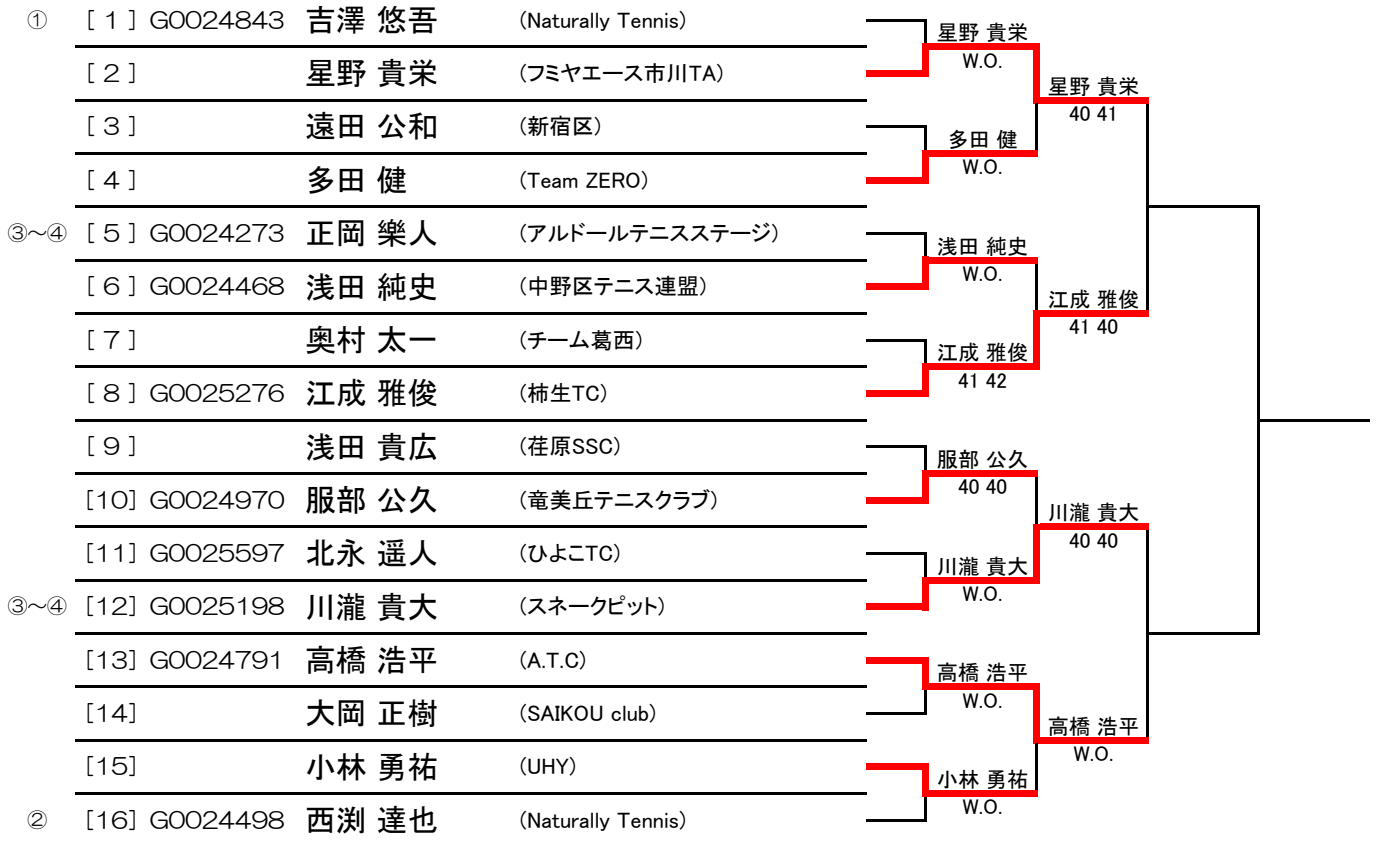 ① [ 1 ] G0024843 吉澤 悠吾 (Naturally Tennis)
[ 2 ] 星野 貴栄 (フミヤエース市川TA)
[ 3 ] 遠田 公和 (新宿区)
[ 4 ] 多田 健 (Team ZERO)
③～④ [ 5 ] G0024273 正岡 樂人 (アルドールテニスステージ)
[ 6 ] G0024468 浅田 純史 (中野区テニス連盟)
[ 7 ] 奥村 太一 (チーム葛西)
[ 8 ] G0025276 江成 雅俊 (柿生TC)
[ 9 ] 浅田 貴広 (荏原SSC)
[10] G0024970 服部 公久 (竜美丘テニスクラブ)
[11] G0025597 北永 遥人 (ひよこTC)
③～④ [12] G0025198 川瀧 貴大 (スネークピット)
[13] G0024791 高橋 浩平 (A.T.C)
[14] 大岡 正樹 (SAIKOU club)
[15] 小林 勇祐 (UHY)
② [16] G0024498 西渕 達也 (Naturally Tennis)
星野 貴栄
W.O.
多田 健
W.O.
浅田 純史
W.O.
江成 雅俊
41 42
服部 公久
40 40
川瀧 貴大
W.O.
高橋 浩平
W.O.
小林 勇祐
W.O.
星野 貴栄
40 41
江成 雅俊
41 40
川瀧 貴大
40 40
高橋 浩平
W.O.